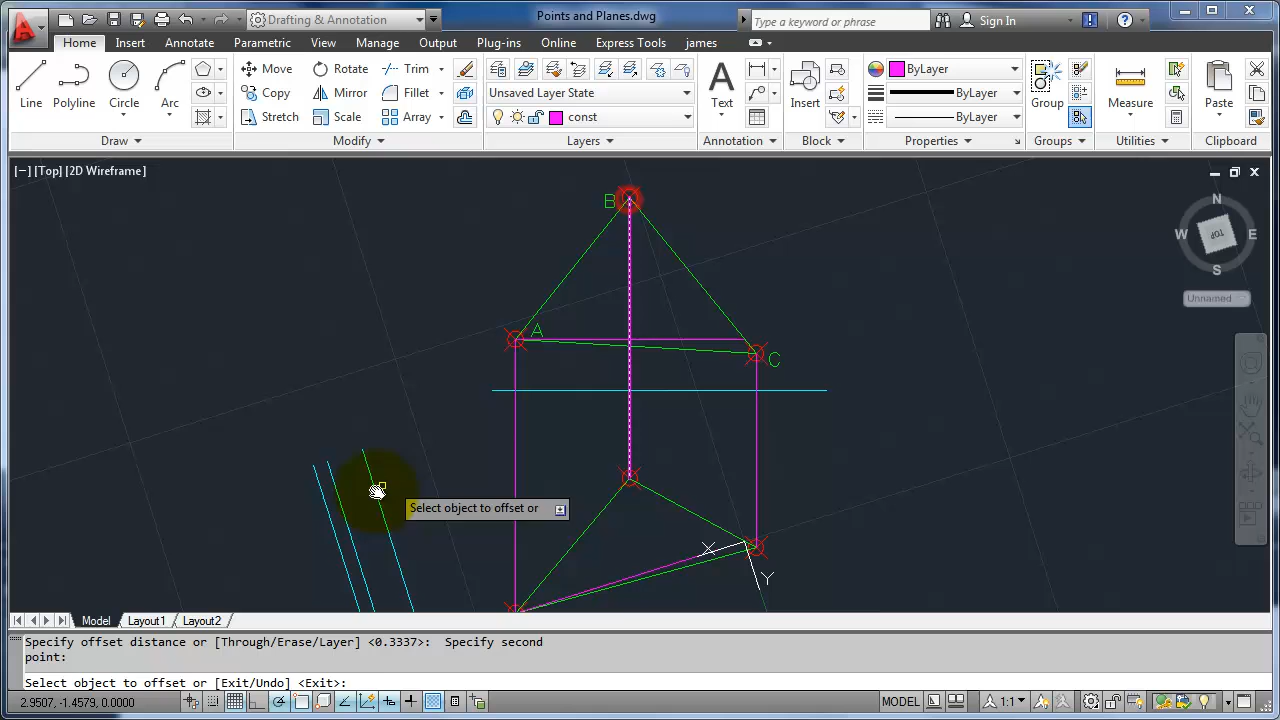 Drafting & Annotation
Points and Planes.dwg
Type a keyword or phrase
Sign In
Home Insert Annotate Parametric View Manage Output Plug-ins Online Express Tools james
Line Polyline Circle Arc
Move Rotate Trim
Copy Mirror Fillet
Stretch Scale Array
Unsaved Layer State
const
Text
Insert
ByLayer
ByLayer
ByLayer
Group
Measure
Paste
Draw Modify Layers Annotation Block Properties Groups Utilities Clipboard
[−] [Top] [2D Wireframe]
N
W TOP E
S
Unnamed
B
A
C
Select object to offset or
X
Y
Model Layout1 Layout2
Specify offset distance or [Through/Erase/Layer] <0.3337>: Specify second
point:
Select object to offset or [Exit/Undo] <Exit>:
2.9507, -1.4579, 0.0000
MODEL
1:1